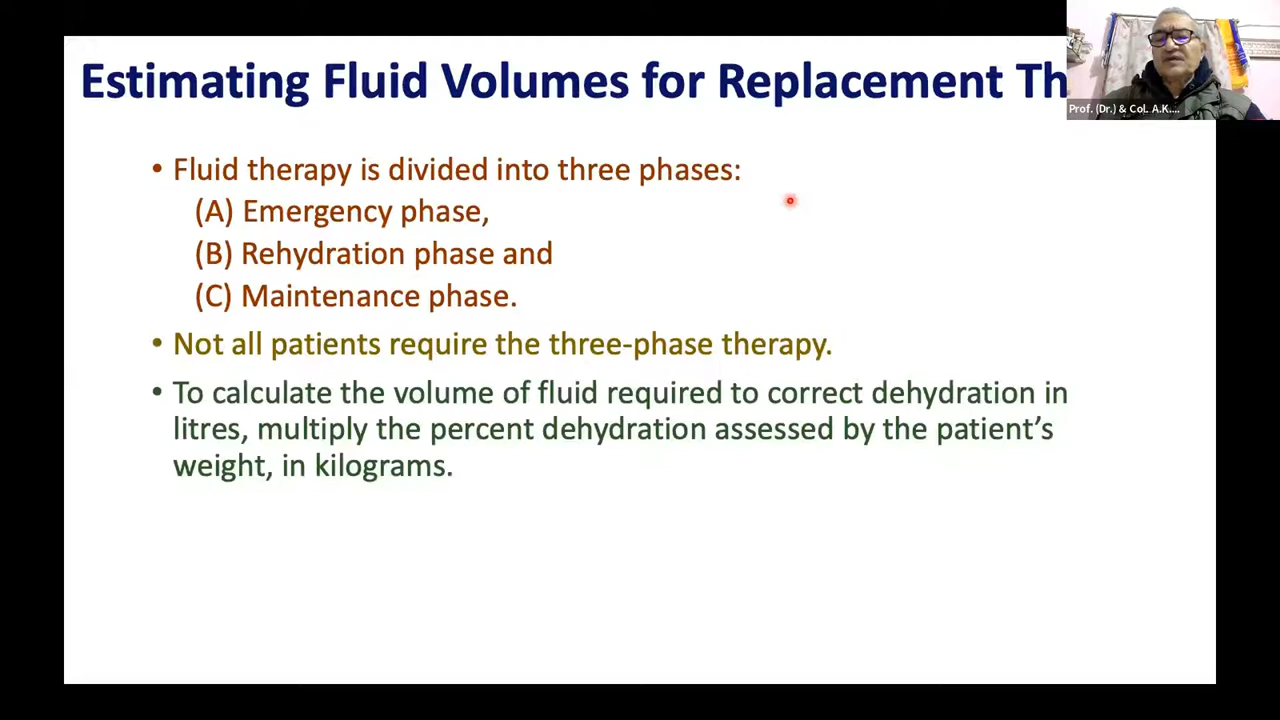 Estimating Fluid Volumes for Replacement Th
Prof. (Dr.) & Col. A.K....
• Fluid therapy is divided into three phases:
(A) Emergency phase,
(B) Rehydration phase and
(C) Maintenance phase.
• Not all patients require the three-phase therapy.
• To calculate the volume of fluid required to correct dehydration in
litres, multiply the percent dehydration assessed by the patient’s
weight, in kilograms.